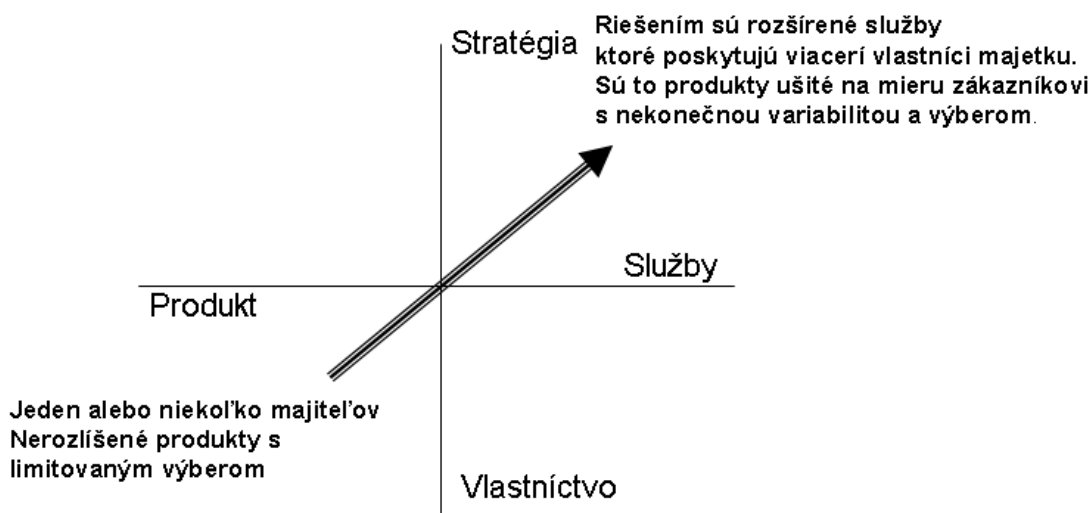 Stratégia
Riešením sú rozšírené služby
ktoré poskytujú viacerí vlastníci majetku.
Sú to produkty ušité na mieru zákazníkovi
s nekonečnou variabilitou a výberom.
Služby
Produkt
Jeden alebo niekoľko majiteľov
Nerozlíšené produkty s
limitovaným výberom
Vlastníctvo